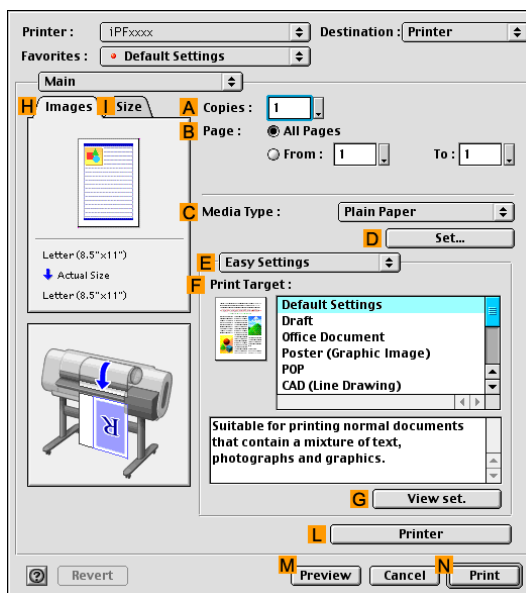 Printer : iPFxxxx Destination : Printer
Favorites : Default Settings
Main
H Images I Size
A Copies : 1
B Page : All Pages
From : 1 To : 1
C Media Type : Plain Paper
D Set...
Letter (8.5"x11")
Actual Size
Letter (8.5"x11")
E Easy Settings
F Print Target :
Default Settings
Draft
Office Document
Poster (Graphic Image)
POP
CAD (Line Drawing)
R
Suitable for printing normal documents
that contain a mixture of text,
photographs and graphics.
G View set.
L Printer
? Revert M Preview Cancel N Print